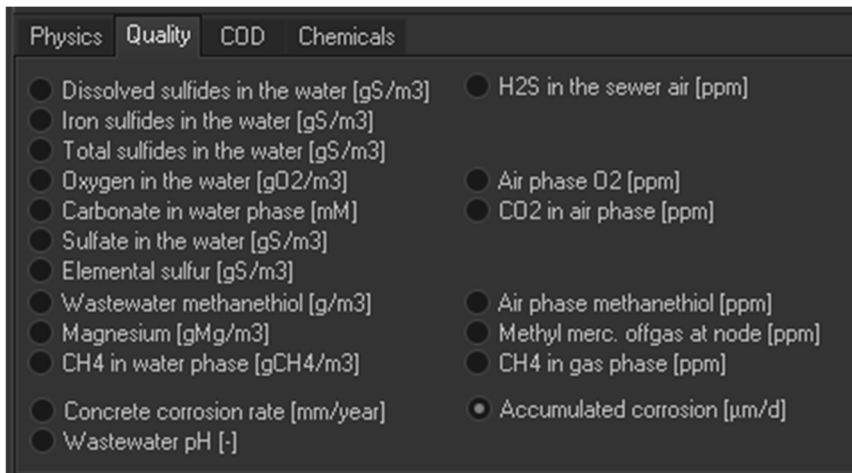 Physics Quality COD Chemicals
Dissolved sulfides in the water [gS/m3]
H2S in the sewer air [ppm]
Iron sulfides in the water [gS/m3]
Total sulfides in the water [gS/m3]
Oxygen in the water [gO2/m3]
Air phase O2 [ppm]
Carbonate in water phase [mM]
CO2 in air phase [ppm]
Sulfate in the water [gS/m3]
Elemental sulfur [gS/m3]
Wastewater methanethiol [g/m3]
Air phase methanethiol [ppm]
Magnesium [gMg/m3]
Methyl merc. offgas at node [ppm]
CH4 in water phase [gCH4/m3]
CH4 in gas phase [ppm]
Concrete corrosion rate [mm/year]
Accumulated corrosion [µm/d]
Wastewater pH [-]